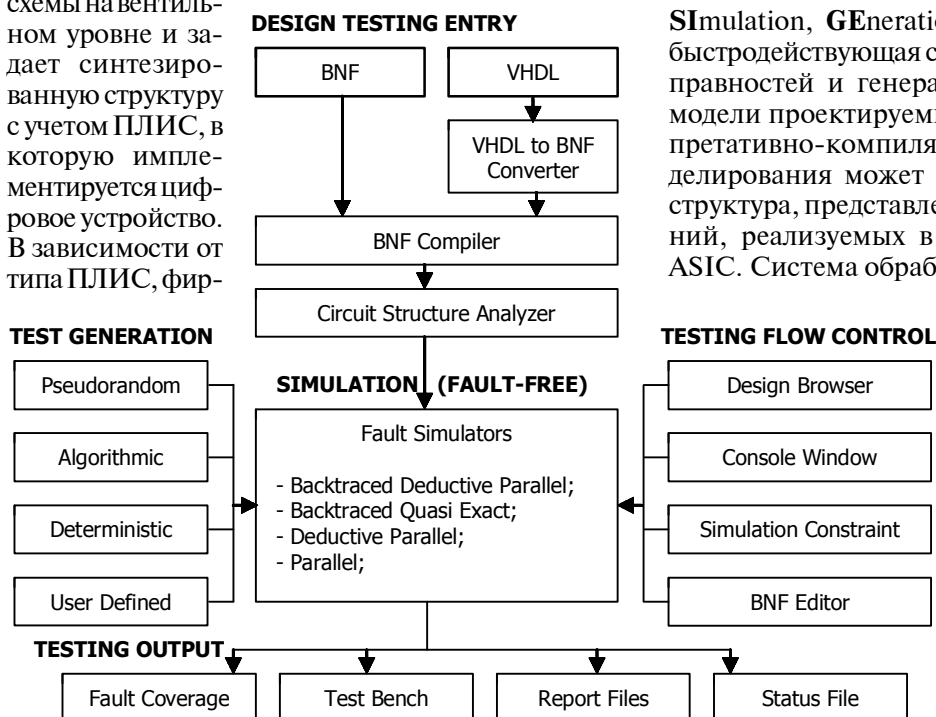 схемы на вентиль-
ном уровне и за-
дает синтезиро-
ванную структуру
с учетом ПЛИС, в
которую импле-
ментируется циф-
ровое устройство.
В зависимости от
типа ПЛИС, фир-
DESIGN TESTING ENTRY
BNF
VHDL
VHDL to BNF
Converter
BNF Compiler
Circuit Structure Analyzer
SImulation, GEneratio
быстродействующая с
правностей и генера
модели проектируем
претативно-компиля
делирования может
структура, представле
ний, реализуемых в
ASIC. Система обраб
TEST GENERATION
Pseudorandom
Algorithmic
Deterministic
User Defined
SIMULATION (FAULT-FREE)
Fault Simulators
- Backtraced Deductive Parallel;
- Backtraced Quasi Exact;
- Deductive Parallel;
- Parallel;
TESTING FLOW CONTROL
Design Browser
Console Window
Simulation Constraint
BNF Editor
TESTING OUTPUT
Fault Coverage
Test Bench
Report Files
Status File